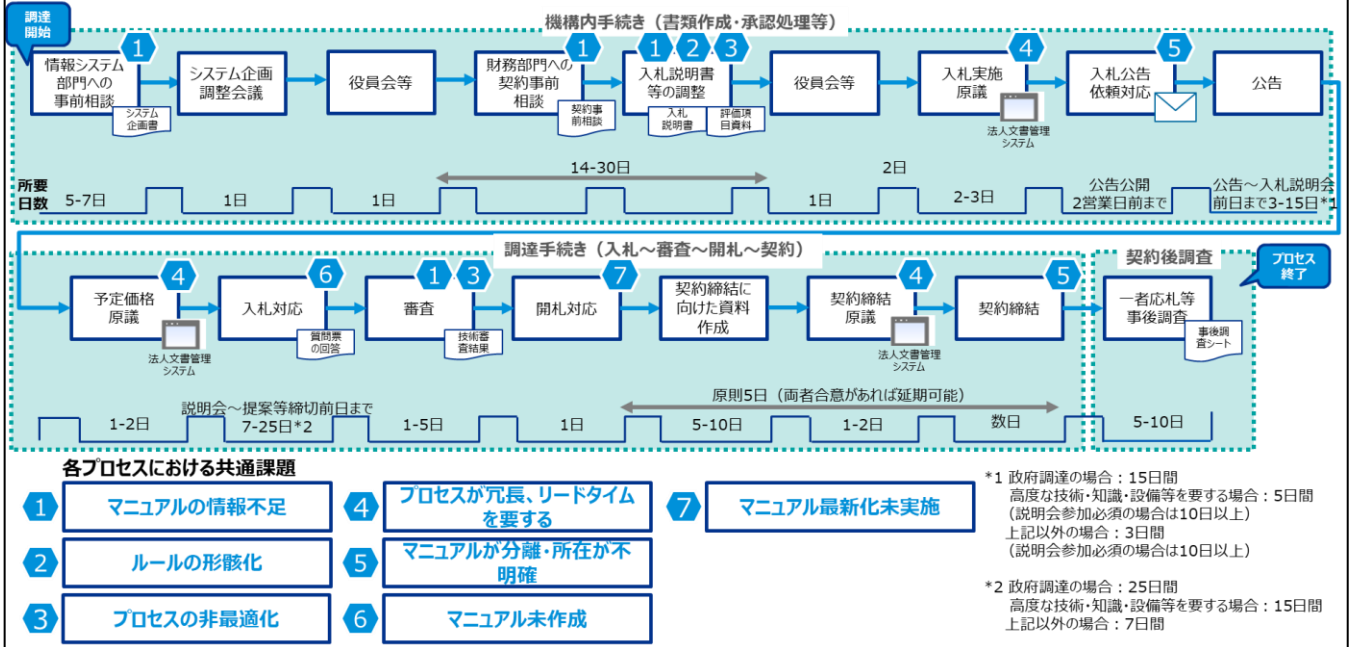 調達
開始
機構内手続き（書類作成・承認処理等）
1
情報システム
部門への
事前相談
システム
企画書
システム企画
調整会議
役員会等
1
財務部門への
契約事前
相談
契約事
前相談
1
2
3
入札説明書
等の調整
入札
説明書
評価項
目資料
役員会等
4
入札実施
原議
法人文書管理
システム
5
入札公告
依頼対応
公告
所要
日数
5-7日
1日
1日
14-30日
1日
2日
2-3日
公告公開
2営業日前まで
公告～入札説明会
前日まで3-15日*1
調達手続き（入札～審査～開札～契約）
契約後調査
プロセス
終了
4
予定価格
原議
法人文書管理
システム
6
入札対応
質問票
の回答
1
3
審査
技術審
査結果
7
開札対応
契約締結に
向けた資料
作成
4
契約締結
原議
法人文書管理
システム
5
契約締結
一者応札等
事後調査
事後調
査シート
1-2日
説明会～提案等締切前日まで
7-25日*2
1-5日
1日
原則5日（両者合意があれば延期可能）
5-10日
1-2日
数日
5-10日
各プロセスにおける共通課題
1
マニュアルの情報不足
2
ルールの形骸化
3
プロセスの非最適化
4
プロセスが冗長、リードタイム
を要する
5
マニュアルが分離・所在が不
明確
6
マニュアル未作成
7
マニュアル最新化未実施
*1 政府調達の場合：15日間
高度な技術・知識・設備等を要する場合：5日間
(説明会参加必須の場合は10日以上)
上記以外の場合：3日間
(説明会参加必須の場合は10日以上)
*2 政府調達の場合：25日間
高度な技術・知識・設備等を要する場合：15日間
上記以外の場合：7日間